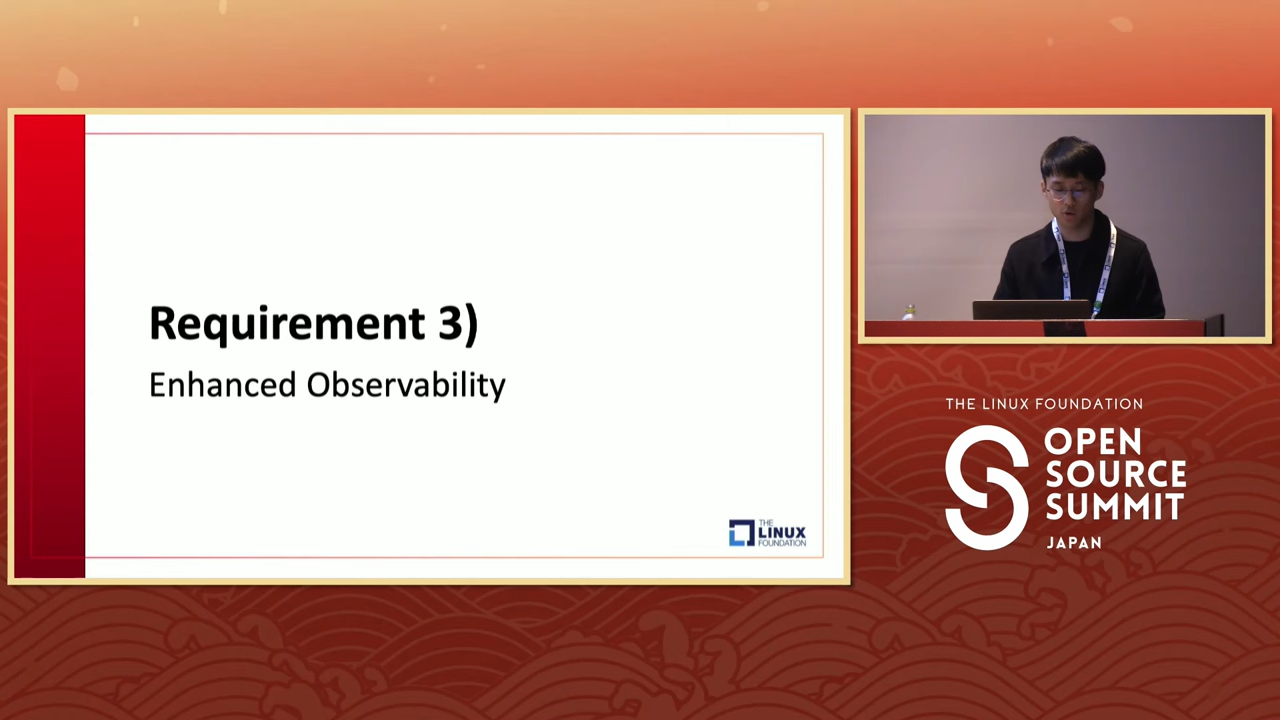 Requirement 3)
Enhanced Observability
THE
LINUX
FOUNDATION
THE LINUX FOUNDATION
OPEN
SOURCE
SUMMIT
JAPAN